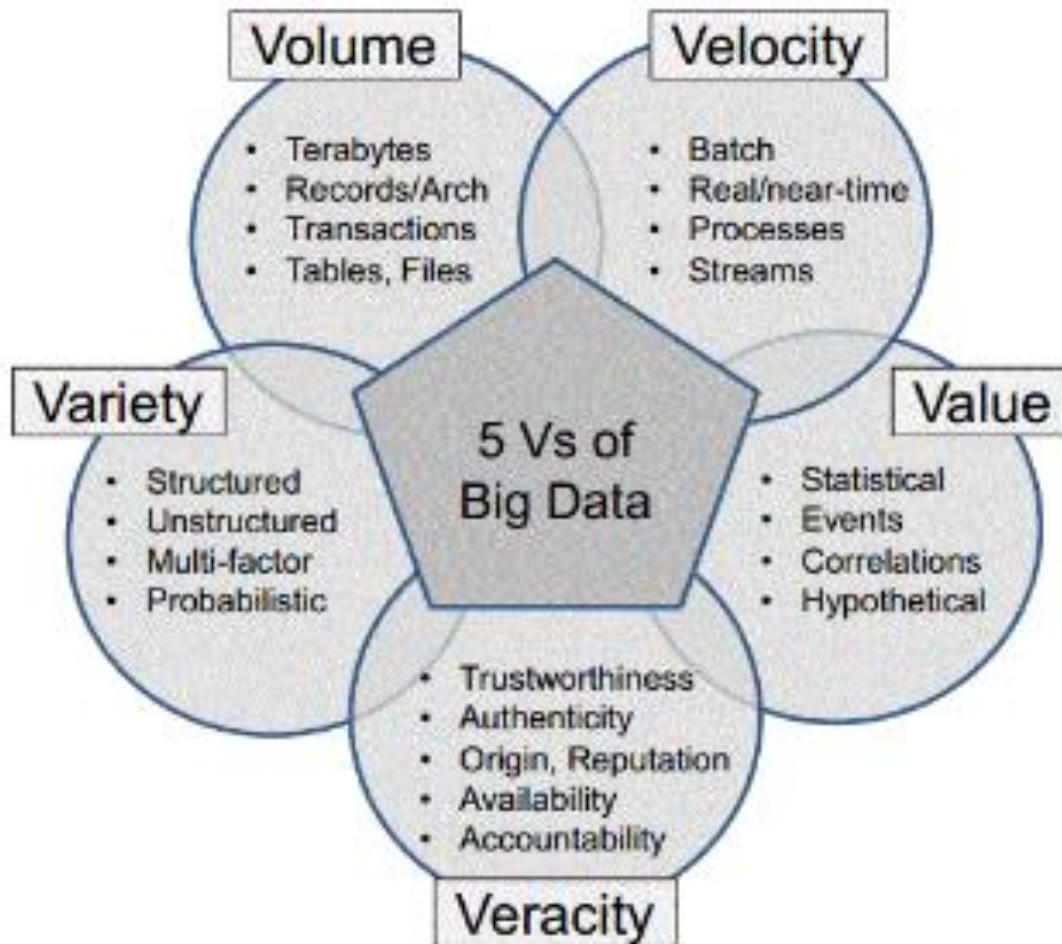 Volume
• Terabytes
• Records/Arch
• Transactions
• Tables, Files
Velocity
• Batch
• Real/near-time
• Processes
• Streams
Variety
• Structured
• Unstructured
• Multi-factor
• Probabilistic
5 Vs of
Big Data
Value
• Statistical
• Events
• Correlations
• Hypothetical
• Trustworthiness
• Authenticity
• Origin, Reputation
• Availability
• Accountability
Veracity